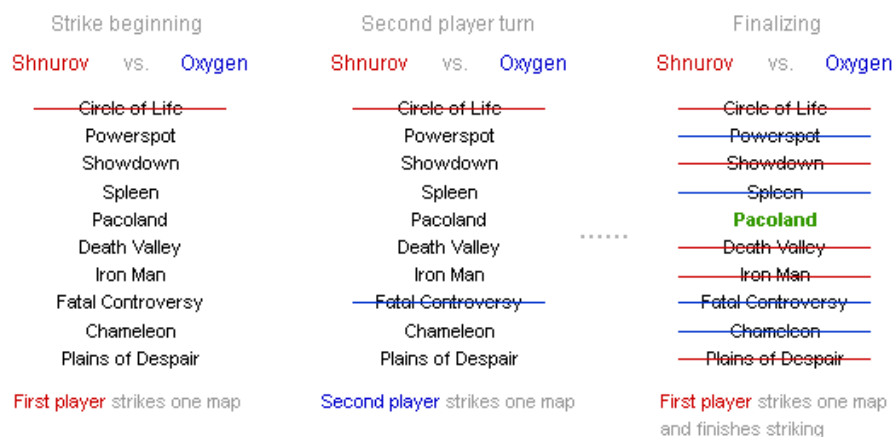 Strike beginning
Shnurov vs. Oxygen
Circle of Life
Powerspot
Showdown
Spleen
Pacoland
Death Valley
Iron Man
Fatal Controversy
Chameleon
Plains of Despair
First player strikes one map
Second player turn
Shnurov vs. Oxygen
Circle of Life
Powerspot
Showdown
Spleen
Pacoland
Death Valley
Iron Man
Fatal Controversy
Chameleon
Plains of Despair
Second player strikes one map
......
Finalizing
Shnurov vs. Oxygen
Circle of Life
Powerspot
Showdown
Spleen
Pacoland
Death Valley
Iron Man
Fatal Controversy
Chameleon
Plains of Despair
First player strikes one map
and finishes striking